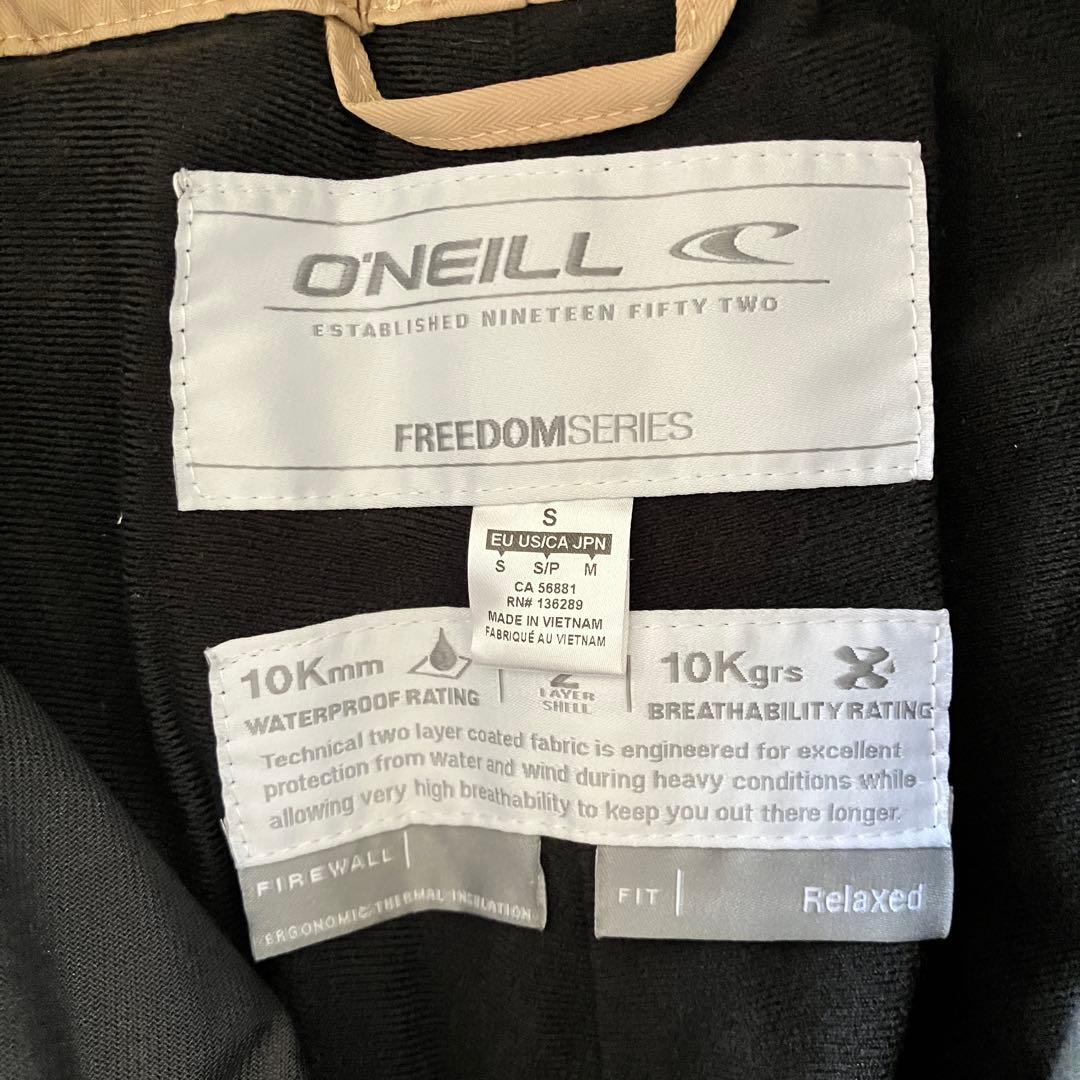 O'NEILL
ESTABLISHED NINETEEN FIFTY TWO
FREEDOMSERIES
S
EU US/CA JPN
S S/P M
CA 56881
RN# 136289
MADE IN VIETNAM
FABRIQUÉ AU VIETNAM
10Kmm
WATERPROOF RATING
2
LAYER
SHELL
10Kgrs
BREATHABILITY RATING
Technical two layer coated fabric is engineered for excellent
protection from water and wind during heavy conditions while
allowing very high breathability to keep you out there longer.
FIREWALL
ERGONOMIC THERMAL INSULATION
FIT
Relaxed